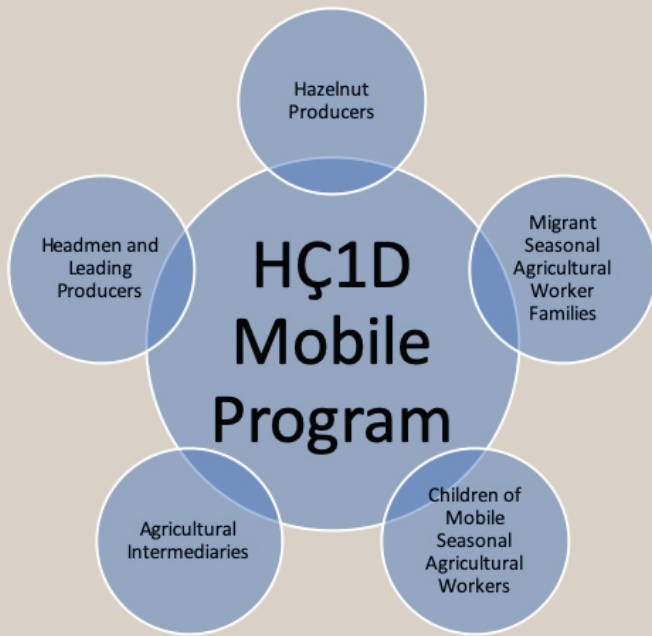 Hazelnut
Producers
Headmen and
Leading
Producers
HÇ1D
Mobile
Program
Migrant
Seasonal
Agricultural
Worker
Families
Agricultural
Intermediaries
Children of
Mobile
Seasonal
Agricultural
Workers